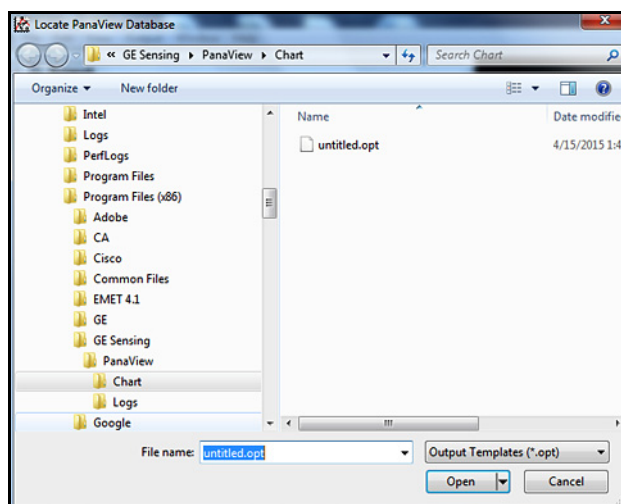 Locate PanaView Database
« GE Sensing PanaView Chart
Search Chart
Organize New folder
Name Date modifie
untitled.opt 4/15/2015 1:4
Intel
Logs
PerfLogs
Program Files
Program Files (x86)
Adobe
CA
Cisco
Common Files
EMET 4.1
GE
GE Sensing
PanaView
Chart
Logs
Google
File name: untitled.opt Output Templates (*.opt)
Open Cancel